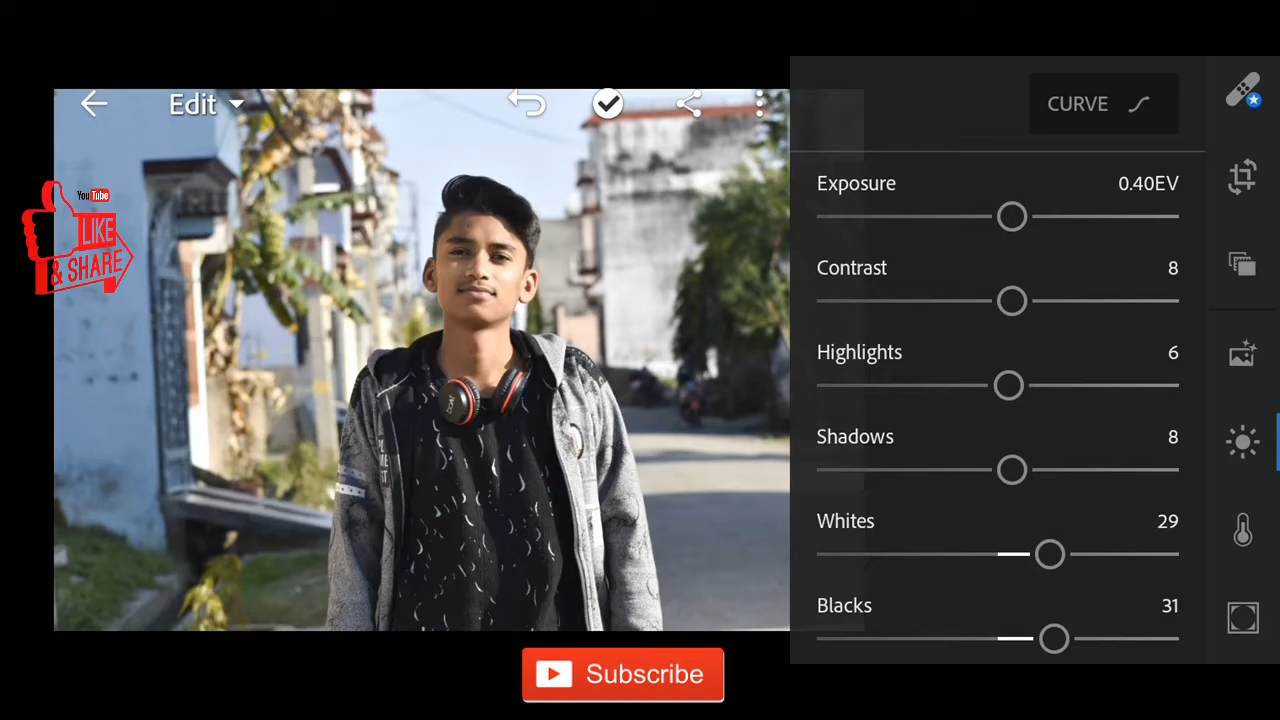 Edit
CURVE
Exposure 0.40EV
YouTube
LIKE
& SHARE
Contrast 8
Highlights 6
Shadows 8
Whites 29
Blacks 31
Subscribe